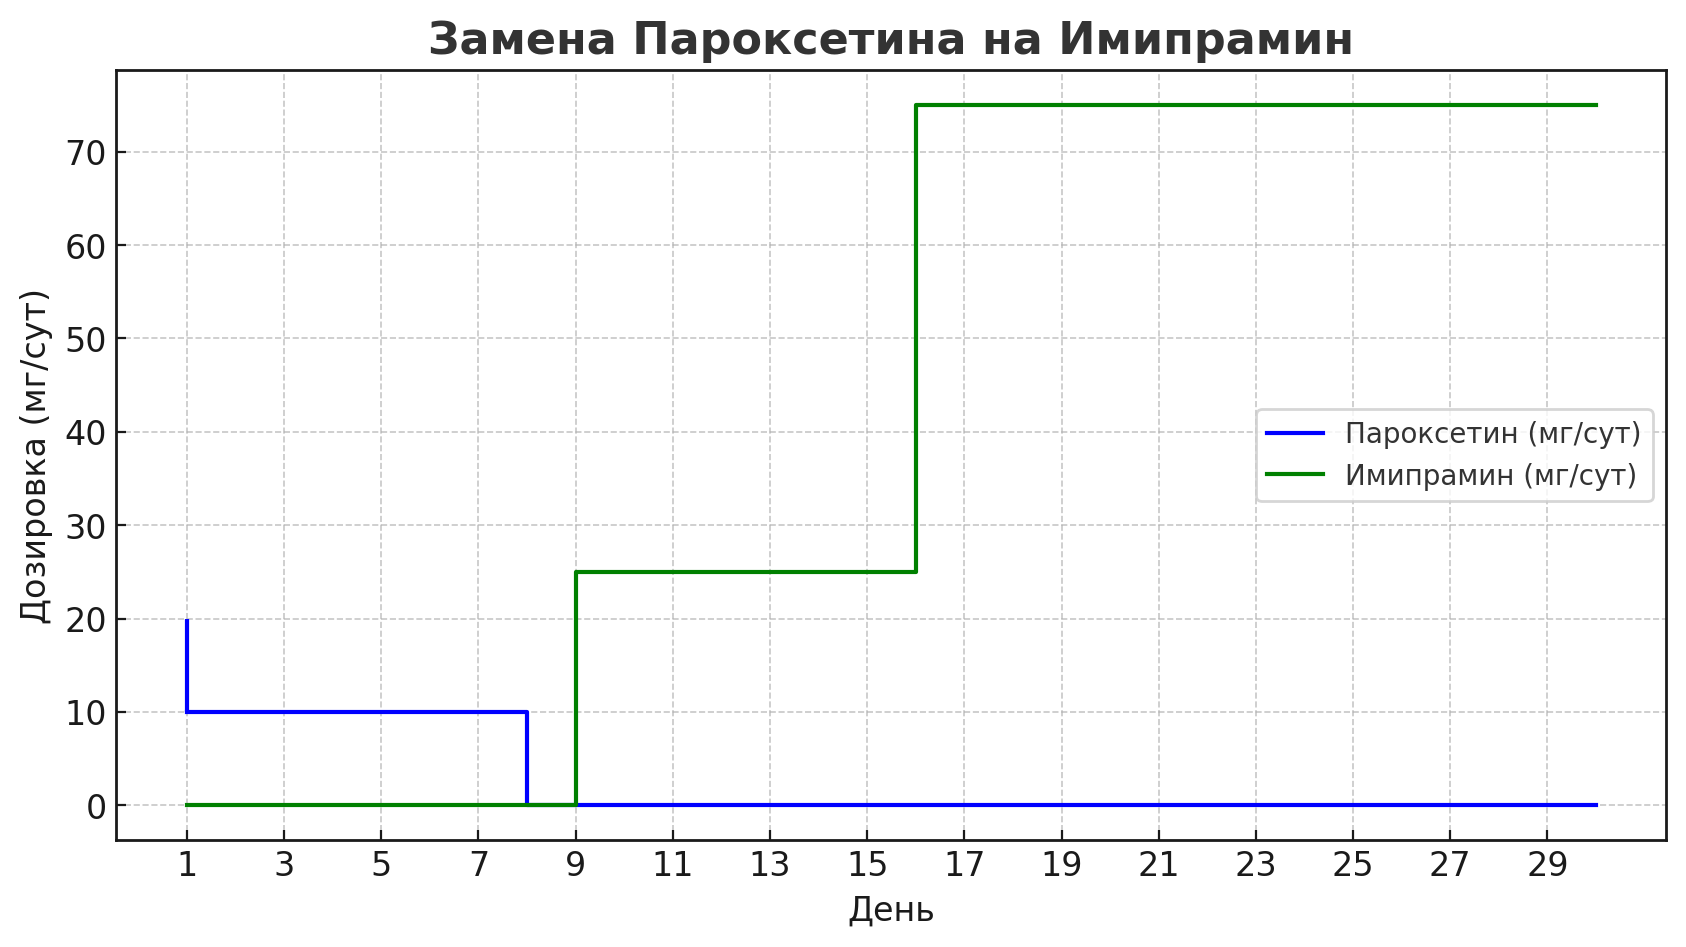 Замена Пароксетина на Имипрамин
Дозировка (мг/сут)
70
60
50
40
30
20
10
0
Пароксетин (мг/сут)
Имипрамин (мг/сут)
1 3 5 7 9 11 13 15 17 19 21 23 25 27 29
День